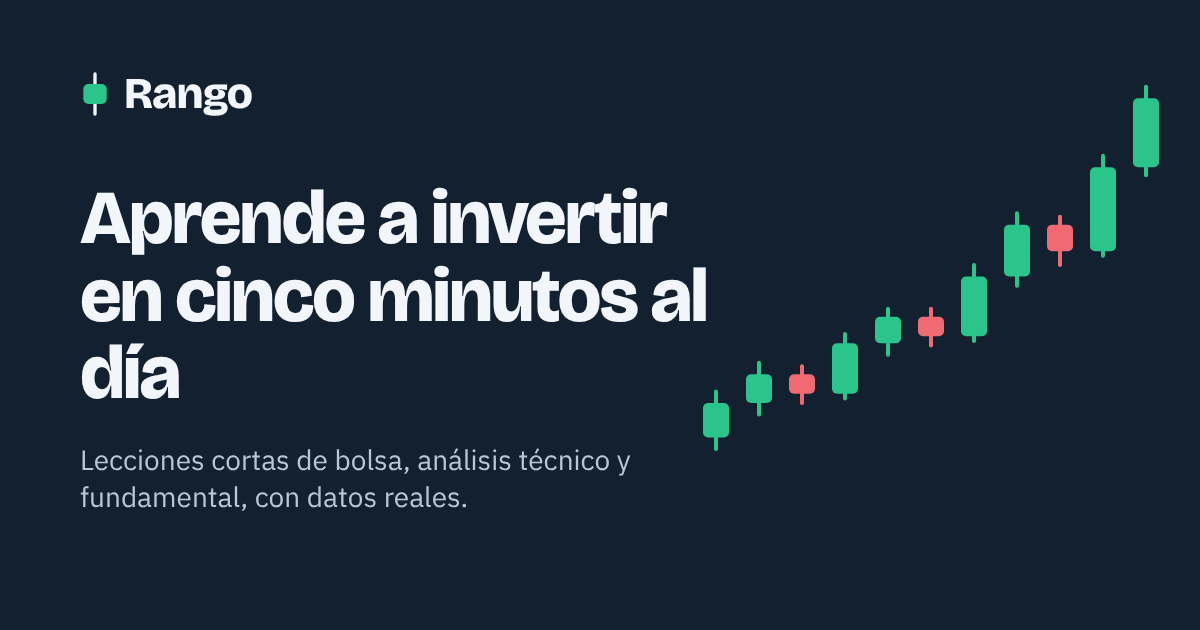 Rango
Aprende a invertir
en cinco minutos al
día
Lecciones cortas de bolsa, análisis técnico y
fundamental, con datos reales.